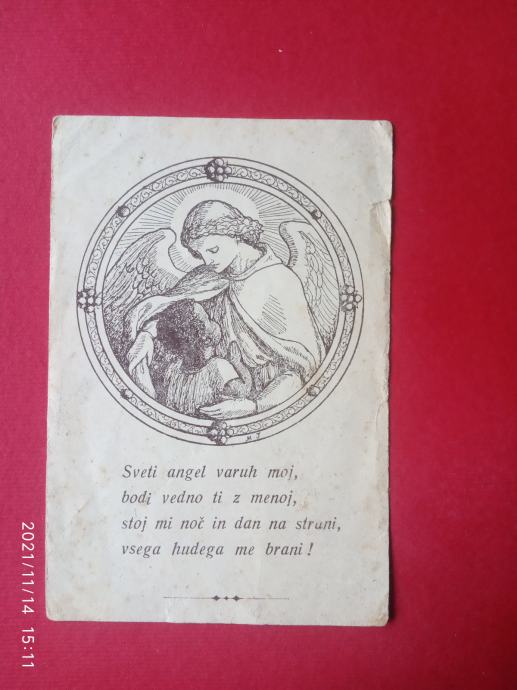 M J
Sveti angel varuh moj,
bodi vedno ti z menoj,
stoj mi noč in dan na strani,
vsega hudega me brani!
2021/11/14 15:11